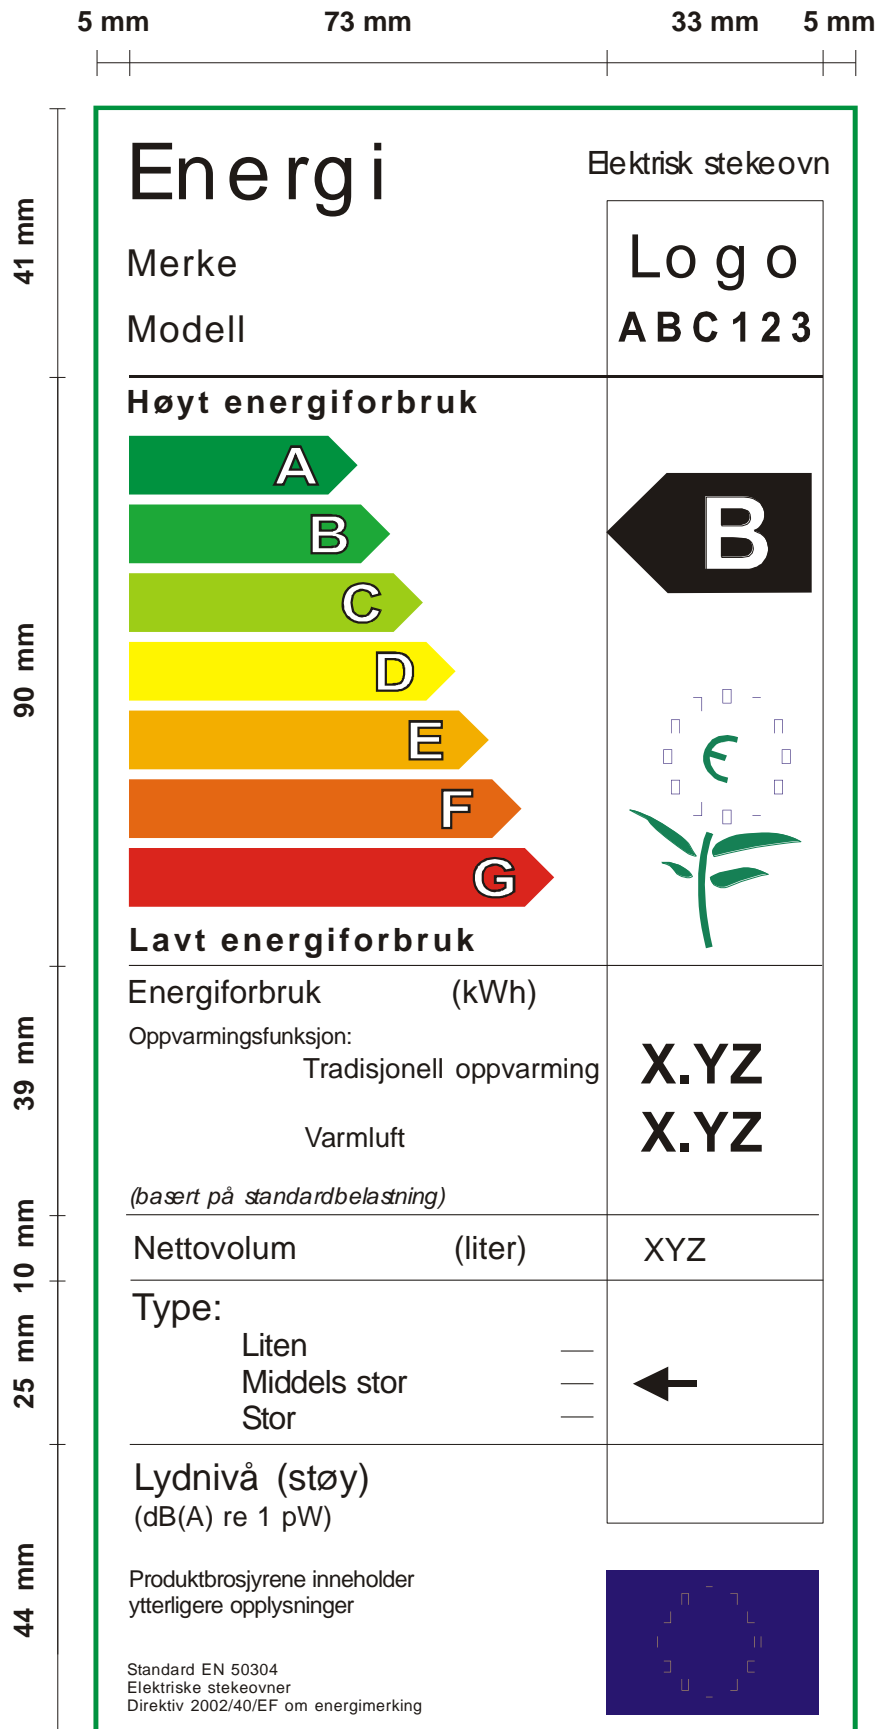 5 mm 73 mm 33 mm 5 mm
Energi
Elektrisk stekeovn
41 mm
Merke
Logo
Modell
ABC123
Høyt energiforbruk
A
B
B
C
90 mm
D
E
F
G
Lavt energiforbruk
Energiforbruk (kWh)
39 mm
Oppvarmingsfunksjon:
Tradisjonell oppvarming X.YZ
Varmluft X.YZ
(basert på standardbelastning)
10 mm
Nettovolum (liter) XYZ
25 mm
Type:
Liten
Middels stor
Stor
Lydnivå (støy)
(dB(A) re 1 pW)
44 mm
Produktbrosjyrene inneholder
ytterligere opplysninger
Standard EN 50304
Elektriske stekeovner
Direktiv 2002/40/EF om energimerking